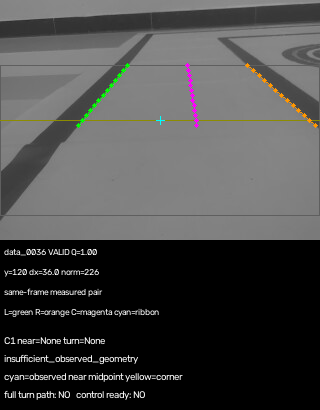 data_0036 VALID Q=1.00
y=120 dx=36.0 norm=226
same-frame measured pair
L=green R=orange C=magenta cyan=ribbon
C1 near=None turn=None
insufficient_observed_geometry
cyan=observed near midpoint yellow=corner
full turn path: NO control ready: NO